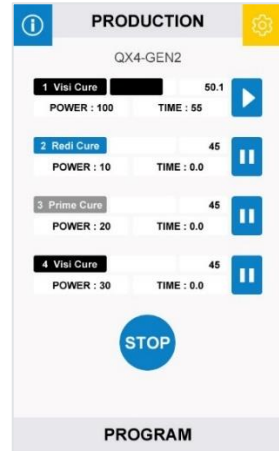 PRODUCTION
QX4-GEN2
1 Visi Cure 50.1
POWER : 100 TIME : 55
2 Redi Cure 45
POWER : 10 TIME : 0.0
3 Prime Cure 45
POWER : 20 TIME : 0.0
4 Visi Cure 45
POWER : 30 TIME : 0.0
STOP
PROGRAM